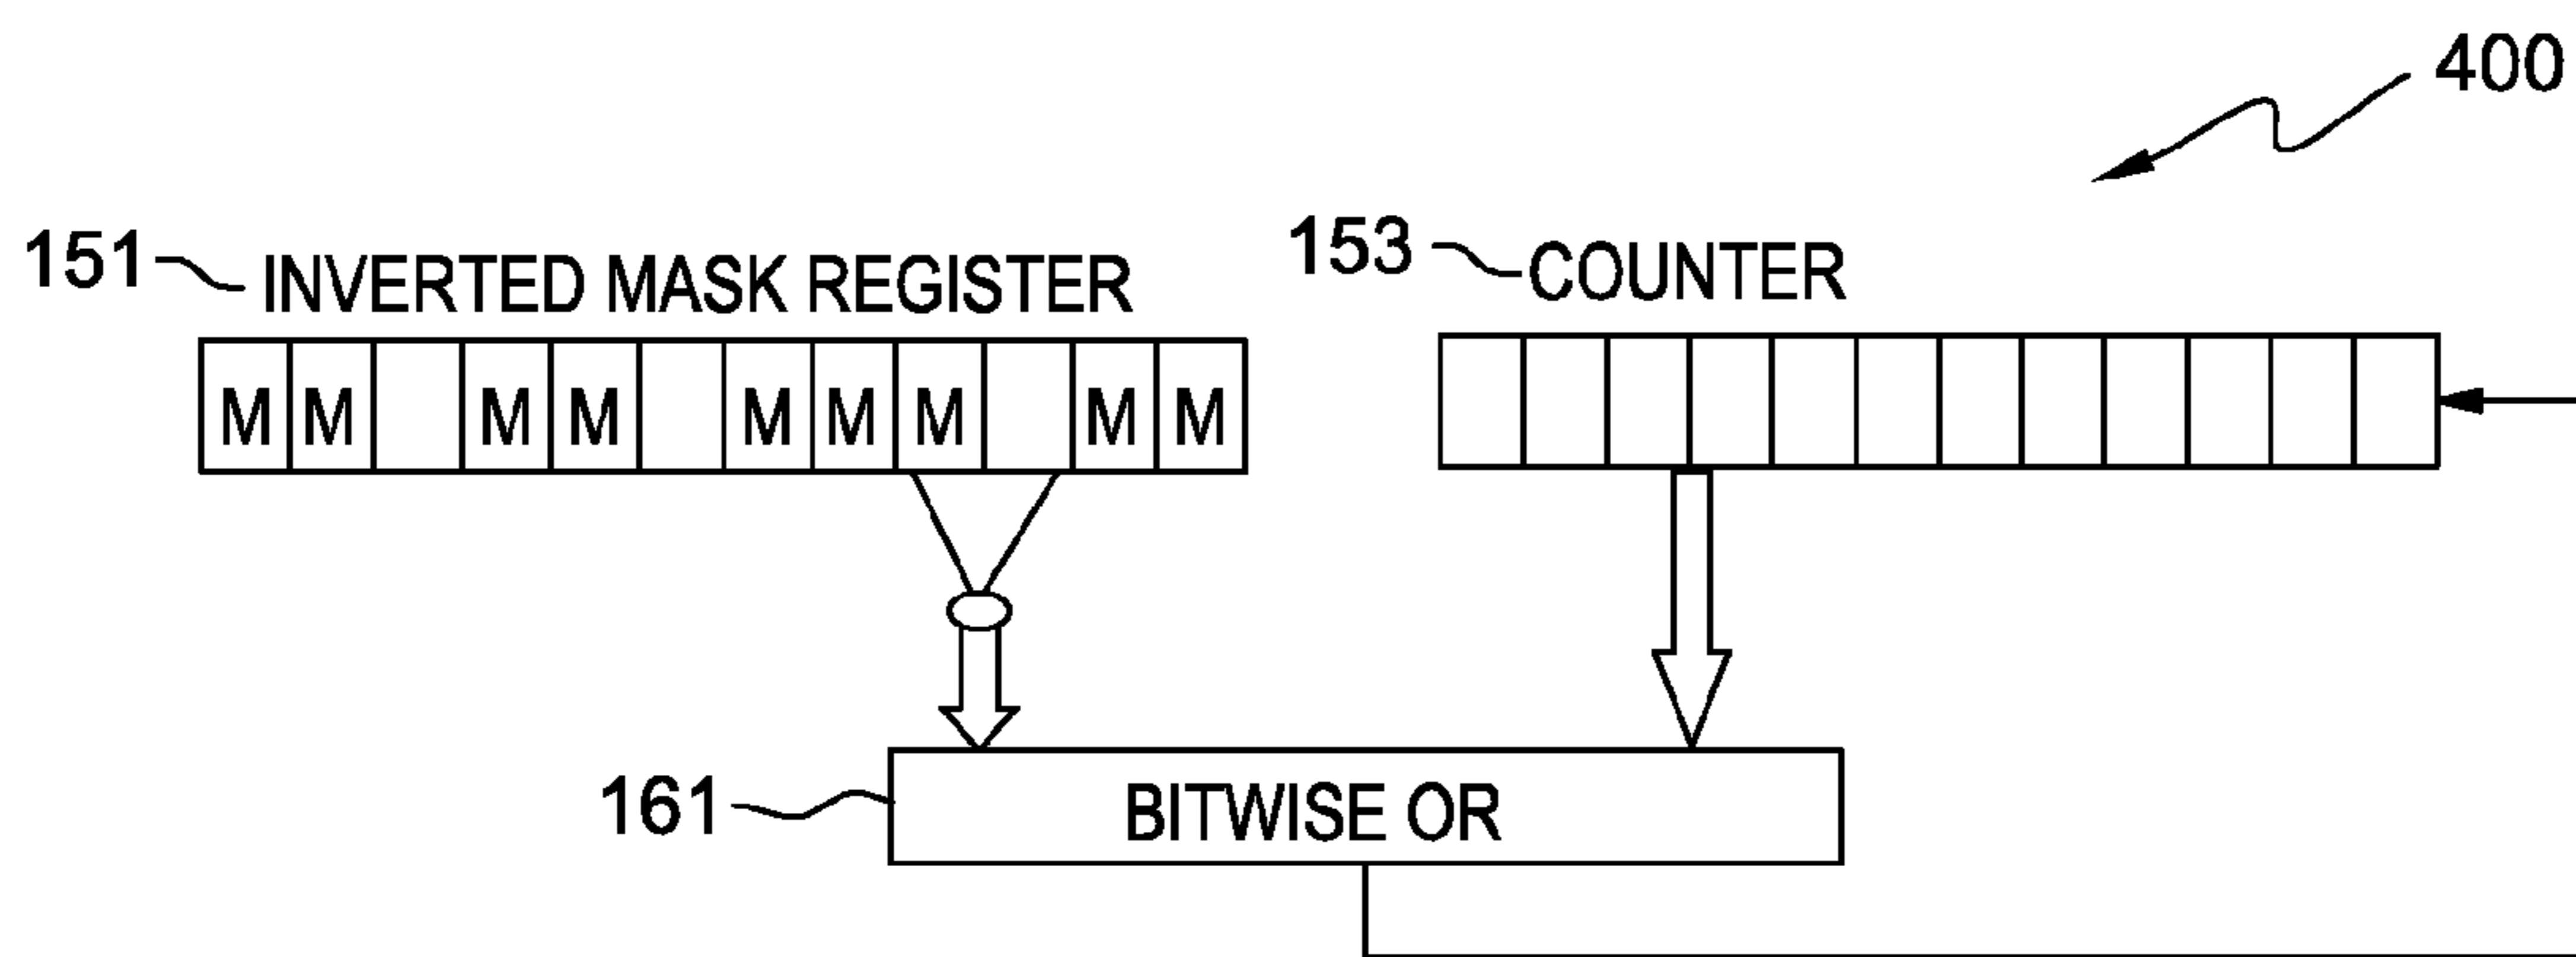 400
151 INVERTED MASK REGISTER
153 COUNTER
M M M M M M M M M
161 BITWISE OR